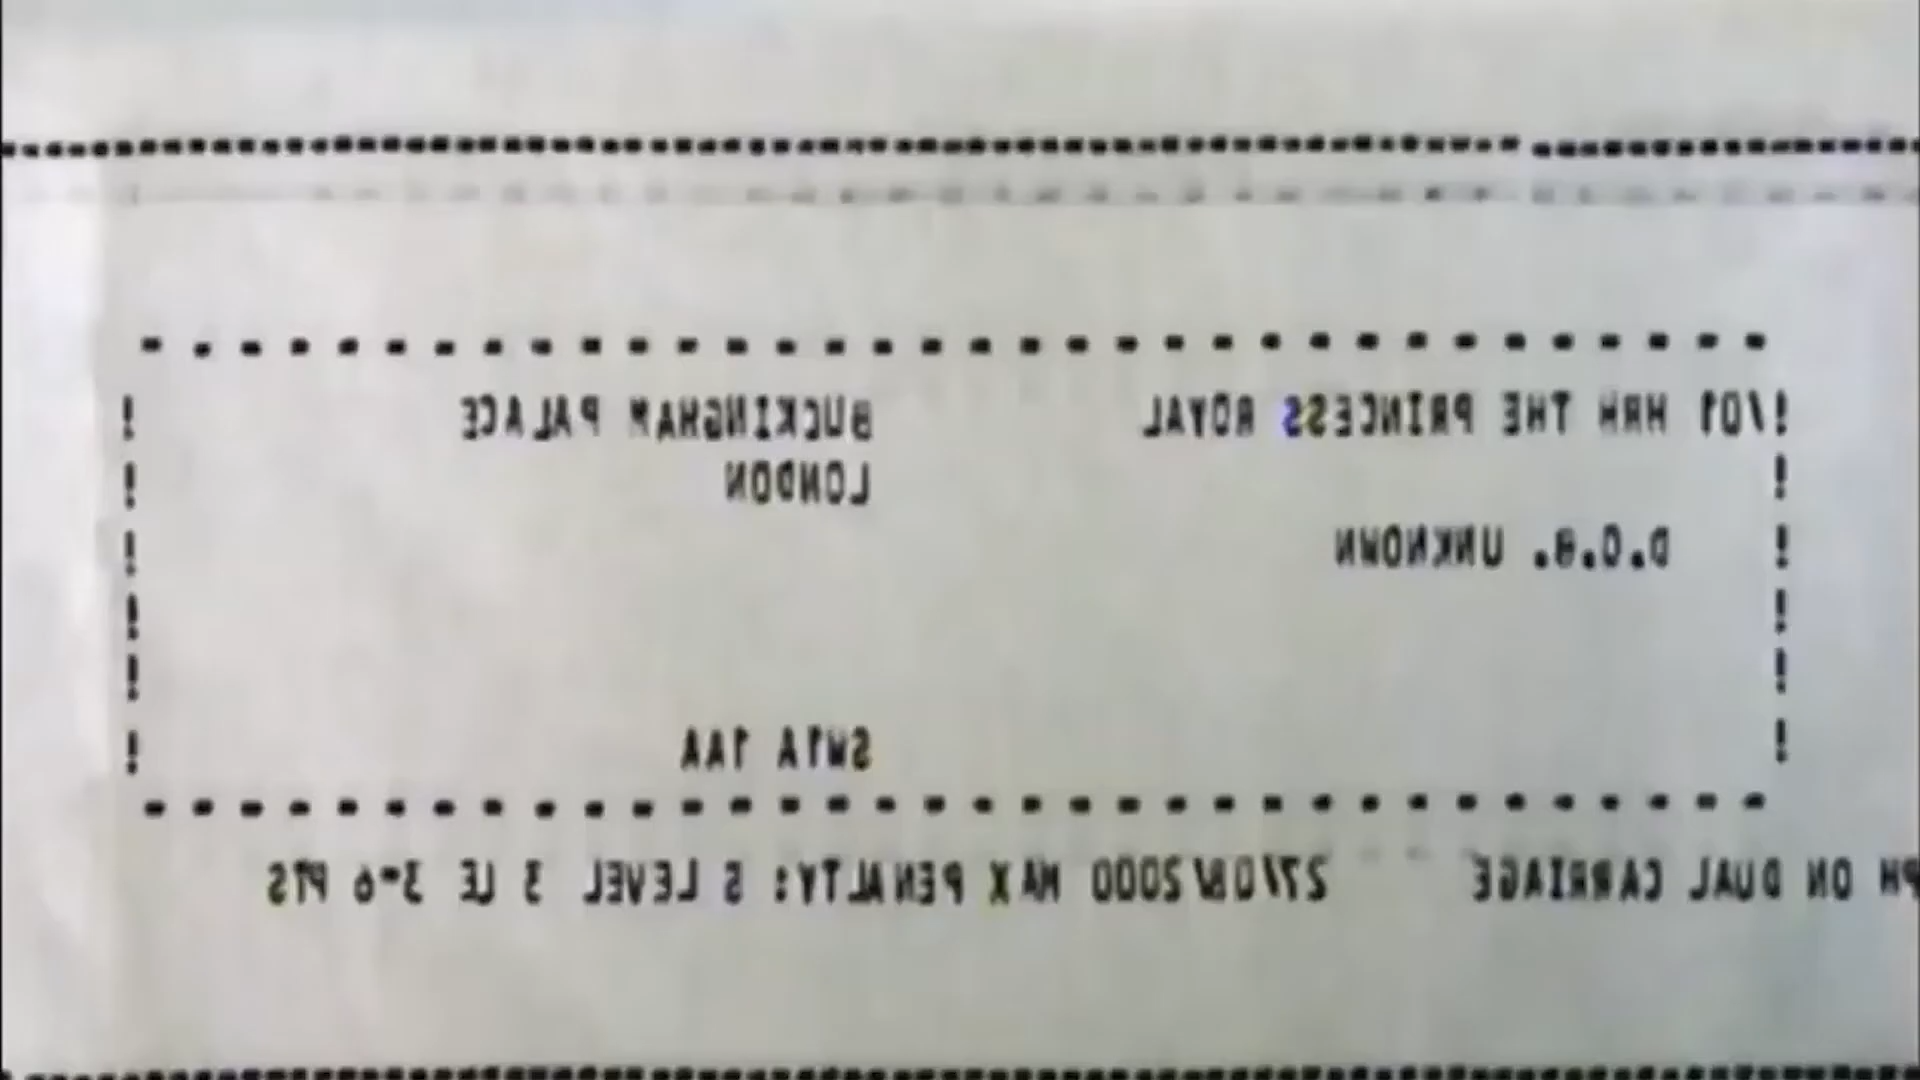 !/01 HRH THE PRINCESS ROYAL BUCKINGHAM PALACE !
! LONDON !
! D.O.B. UNKNOWN !
! !
! !
! SW1A 1AA !
PH ON DUAL CARRIAGE 27/08/2000 MAX PENALTY: S LEVEL 3 LE 3-6 PTS